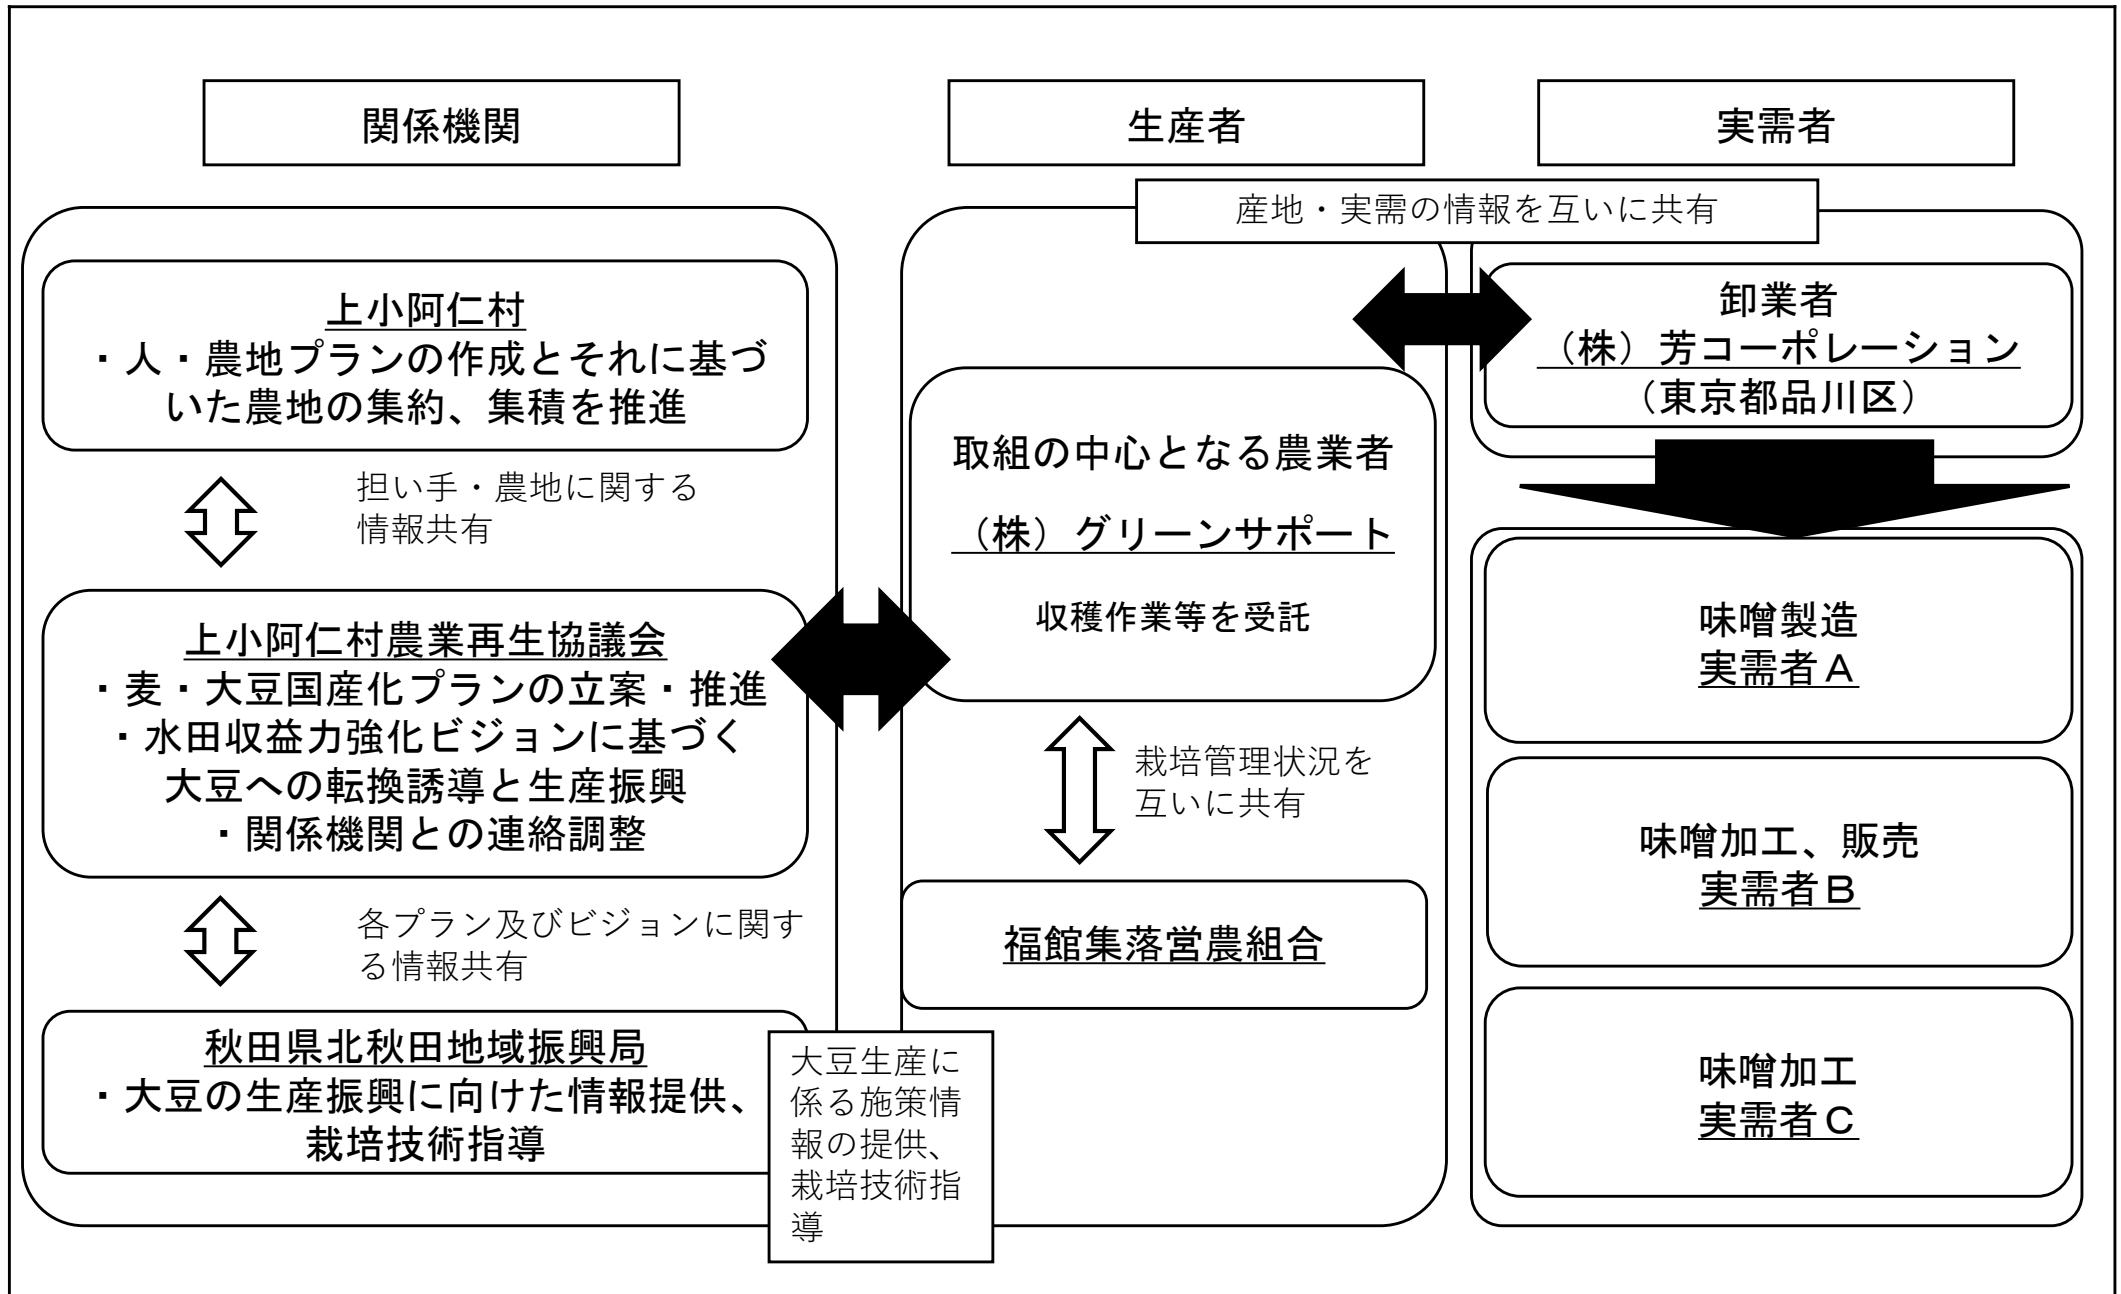 関係機関
生産者
実需者
産地・実需の情報を互いに共有
上小阿仁村
・人・農地プランの作成とそれに基づ
いた農地の集約、集積を推進
担い手・農地に関する
情報共有
上小阿仁村農業再生協議会
・麦・大豆国産化プランの立案・推進
・水田収益力強化ビジョンに基づく
大豆への転換誘導と生産振興
・関係機関との連絡調整
各プラン及びビジョンに関す
る情報共有
秋田県北秋田地域振興局
・大豆の生産振興に向けた情報提供、
栽培技術指導
大豆生産に
係る施策情
報の提供、
栽培技術指
導
取組の中心となる農業者
（株）グリーンサポート
収穫作業等を受託
栽培管理状況を
互いに共有
福館集落営農組合
卸業者
（株）芳コーポレーション
（東京都品川区）
味噌製造
実需者Ａ
味噌加工、販売
実需者Ｂ
味噌加工
実需者Ｃ